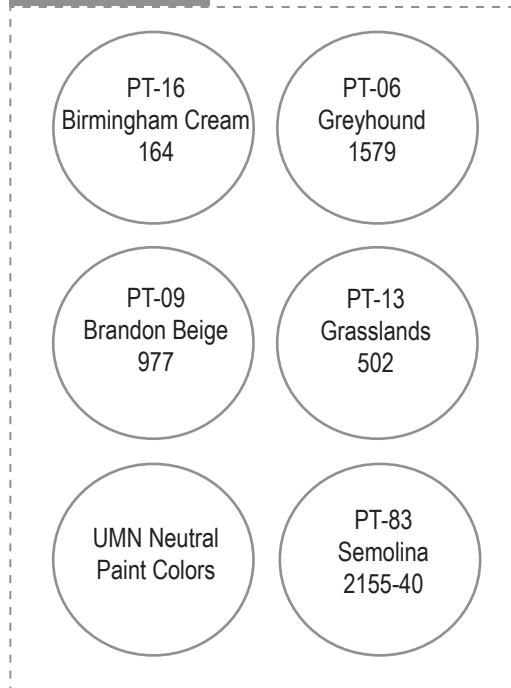 PT-16
Birmingham Cream
164
PT-06
Greyhound
1579
PT-09
Brandon Beige
977
PT-13
Grasslands
502
UMN Neutral
Paint Colors
PT-83
Semolina
2155-40